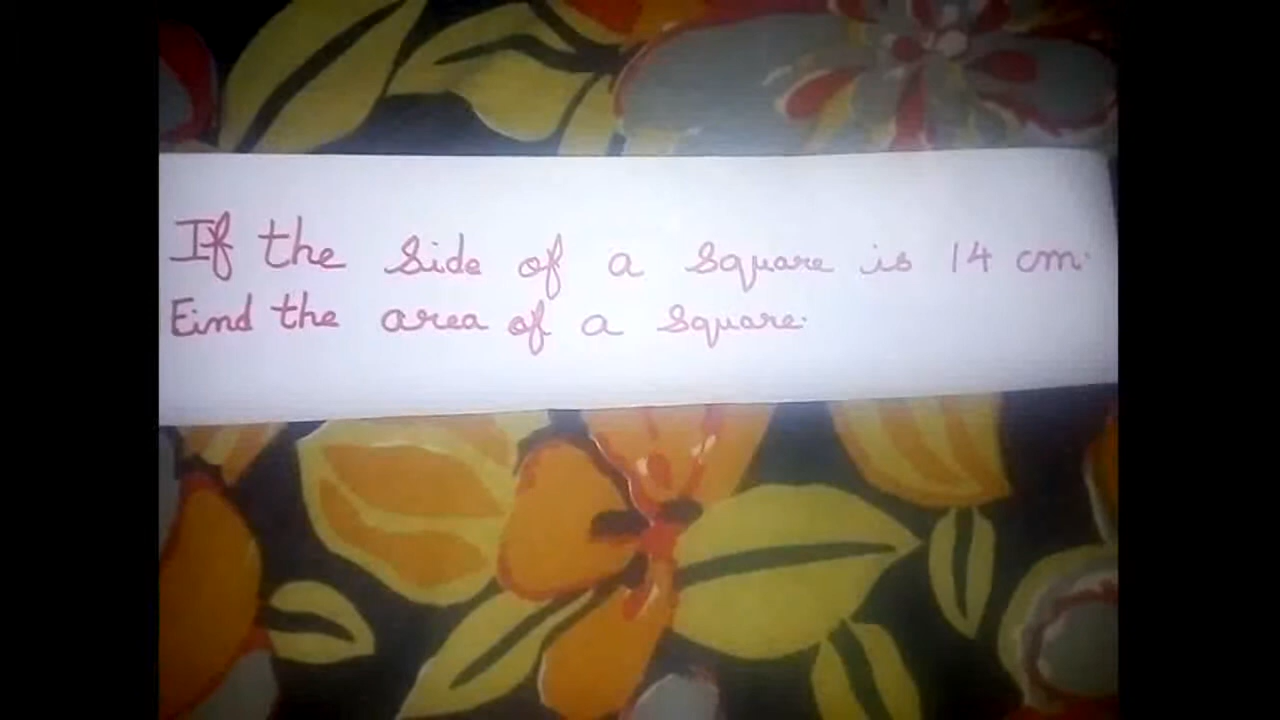 If the side of a square is 14 cm.
Find the area of a square.